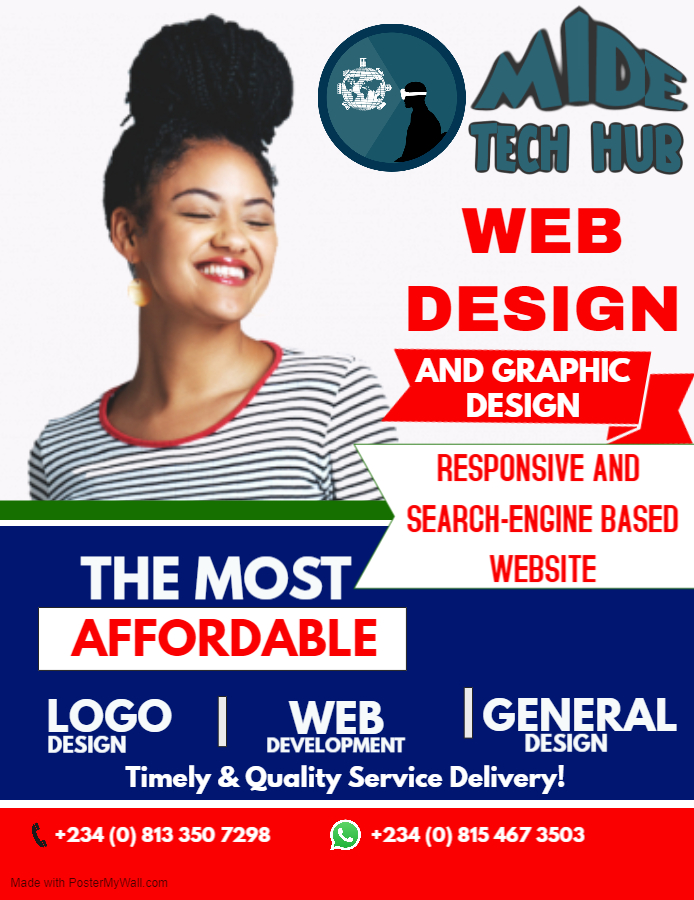 MIDE
TECH HUB
WEB
DESIGN
AND GRAPHIC
DESIGN
RESPONSIVE AND
SEARCH-ENGINE BASED
WEBSITE
THE MOST
AFFORDABLE
LOGO
DESIGN
WEB
DEVELOPMENT
GENERAL
DESIGN
Timely & Quality Service Delivery!
+234 (0) 813 350 7298
+234 (0) 815 467 3503
Made with PosterMyWall.com